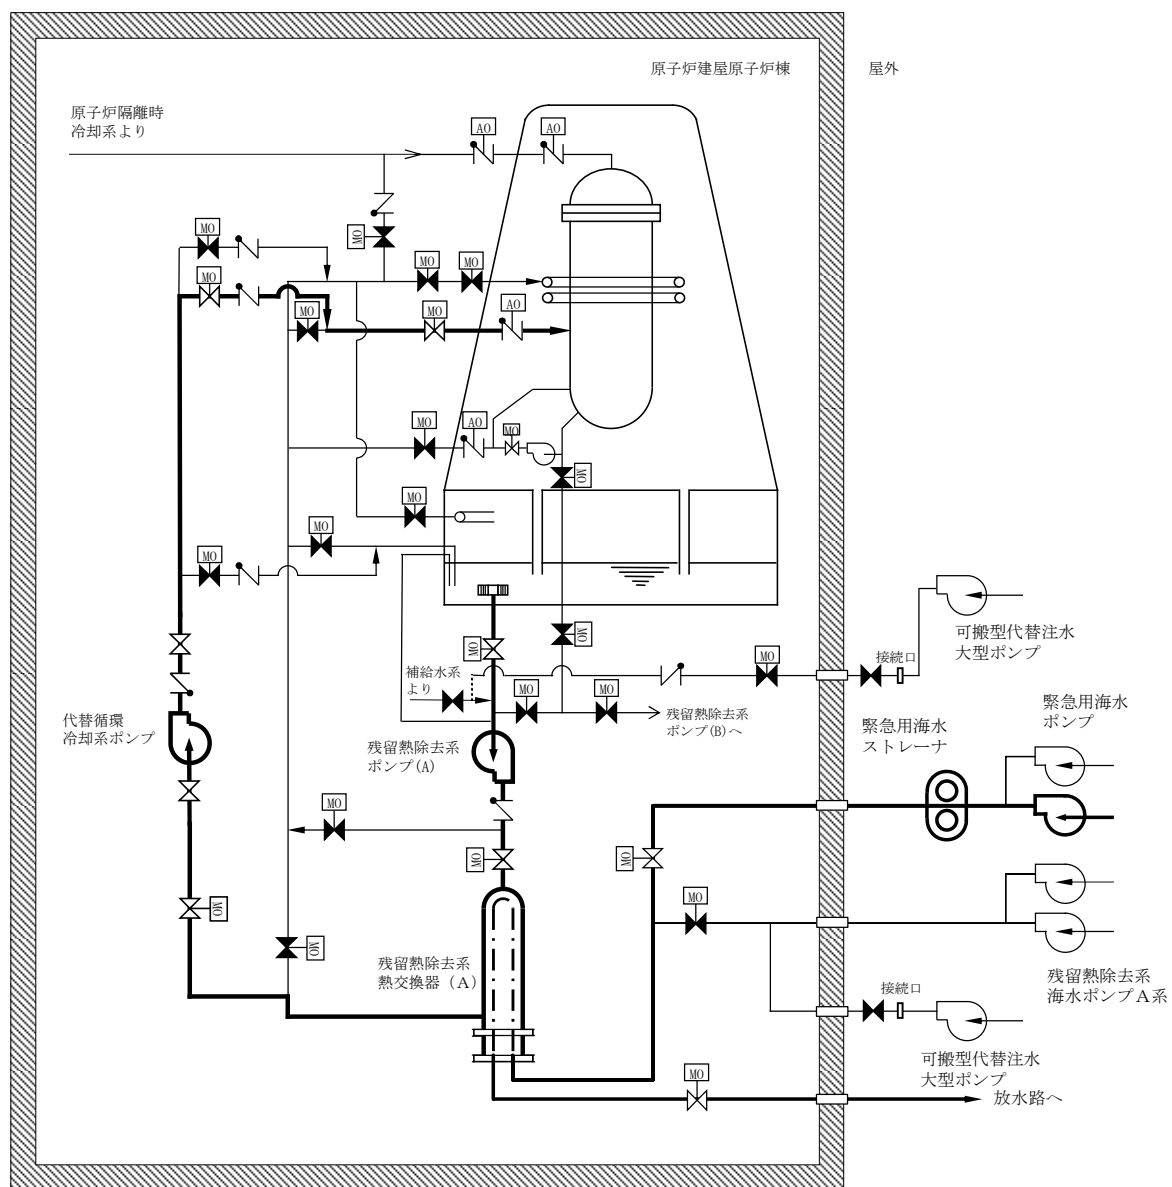 原子炉建屋原子炉棟
屋外
原子炉隔離時
冷却系より
AO
AO
MO
MO
MO
MO
MO
AO
MO
MO
MO
MO
AO
MO
MO
MO
MO
MO
MO
MO
補給水系
より
MO
接続口
可搬型代替注水
大型ポンプ
MO
MO
残留熱除去系
ポンプ(B)へ
代替循環
冷却系ポンプ
残留熱除去系
ポンプ(A)
緊急用海水
ストレーナ
緊急用海水
ポンプ
MO
MO
MO
MO
MO
MO
残留熱除去系
熱交換器(A)
接続口
残留熱除去系
海水ポンプA系
MO
可搬型代替注水
大型ポンプ
放水路へ